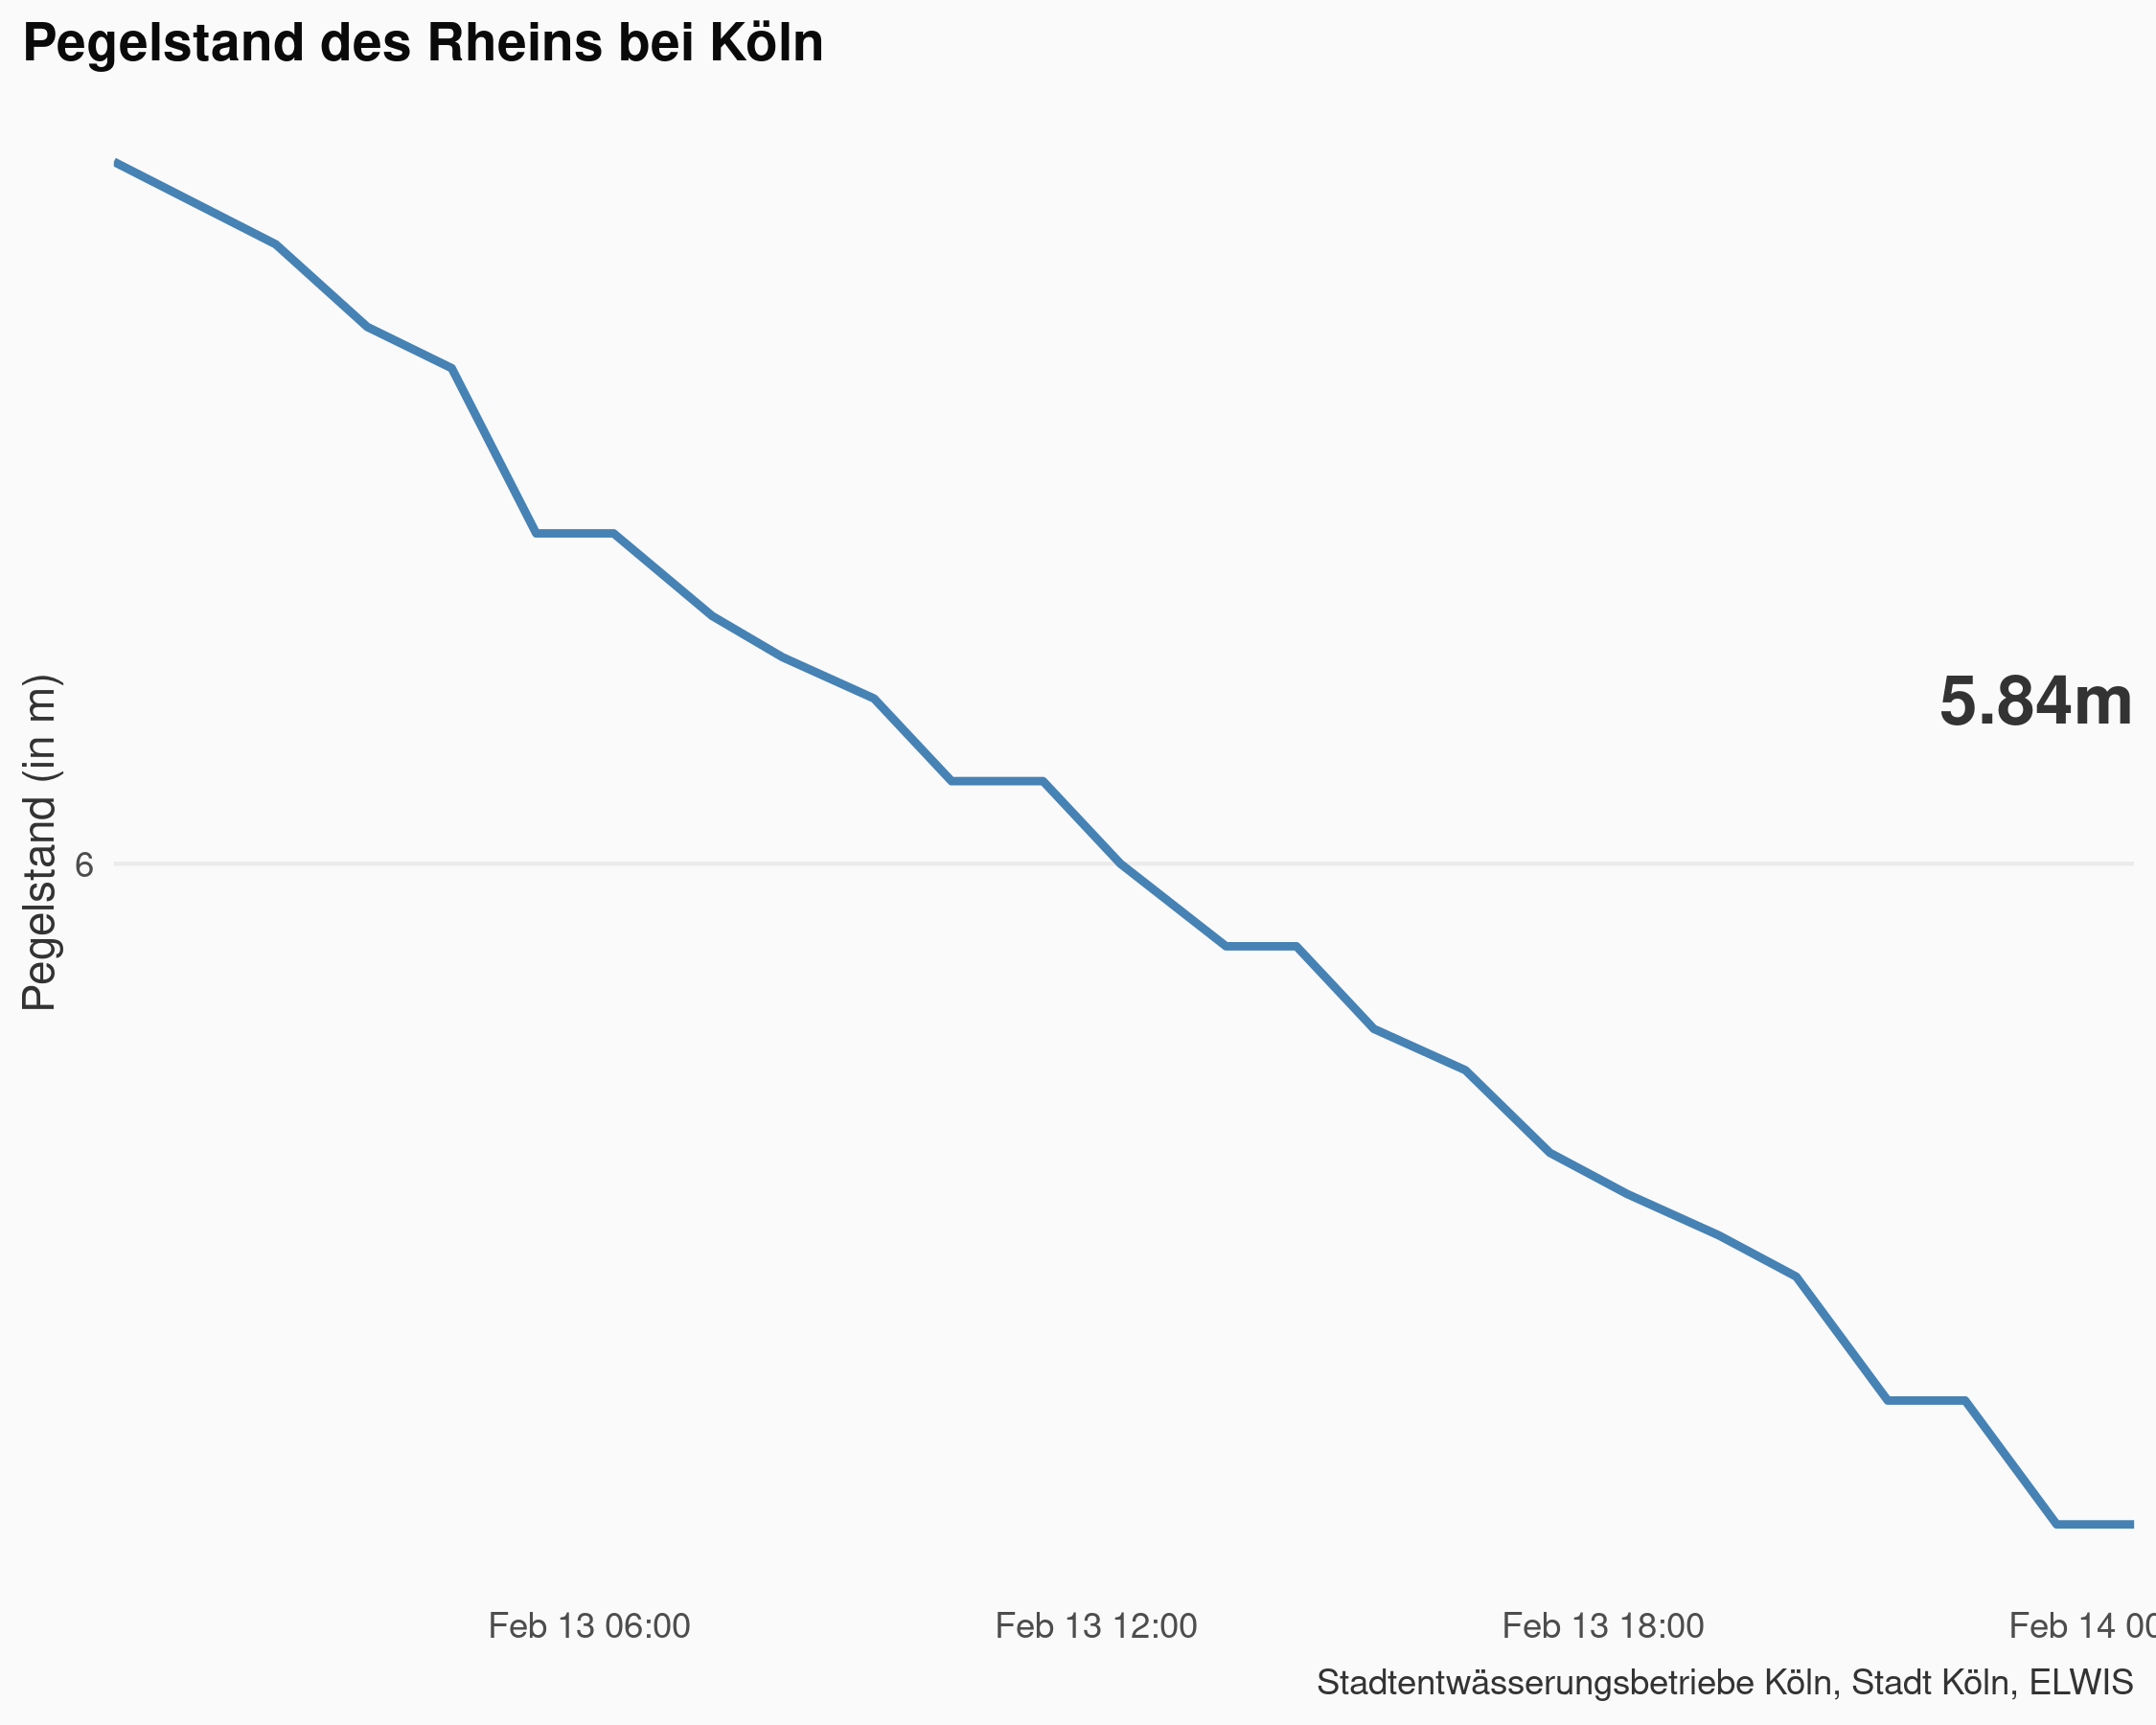 Pegelstand des Rheins bei Köln
5.84m
Pegelstand (in m)
6
Feb 13 06:00
Feb 13 12:00
Feb 13 18:00
Feb 14 00
Stadtentwässerungsbetriebe Köln, Stadt Köln, ELWIS